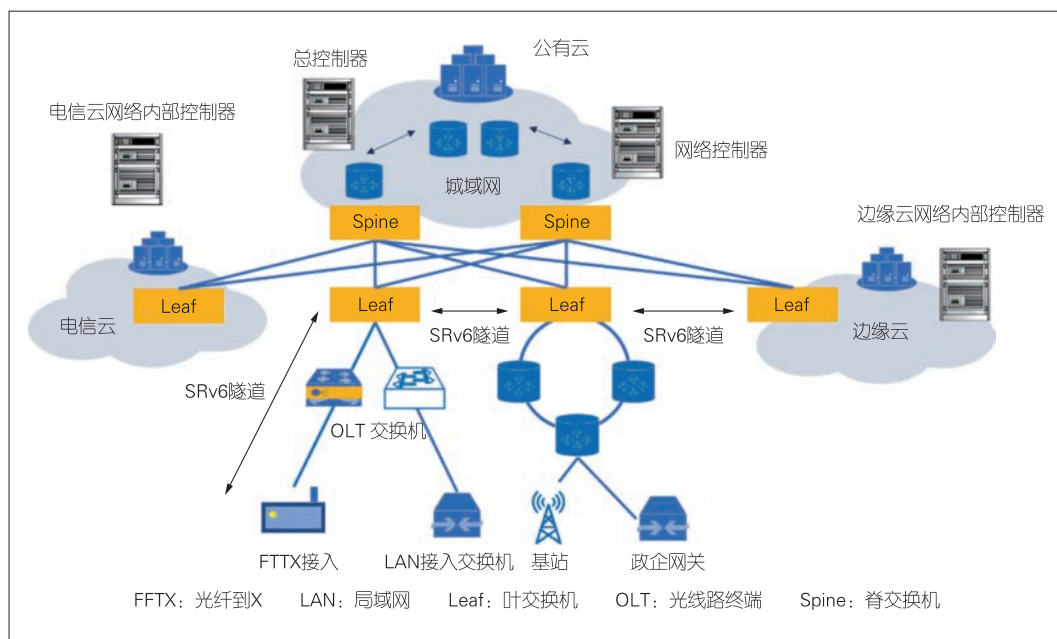 总控制器
公有云
电信云网络内部控制器
网络控制器
城域网
边缘云网络内部控制器
Spine
Spine
Leaf
Leaf
Leaf
Leaf
电信云
SRv6隧道
SRv6隧道
边缘云
SRv6隧道
OLT 交换机
FTTX接入
LAN接入交换机
基站
政企网关
FFTX：光纤到X LAN：局域网 Leaf：叶交换机 OLT：光线路终端 Spine：脊交换机